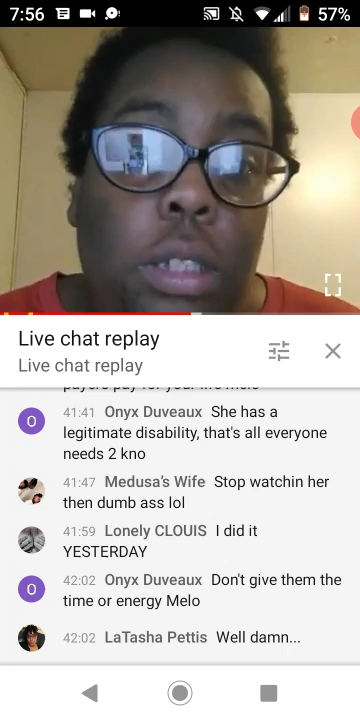 7:56
57%
Live chat replay
Live chat replay
O
41:41 Onyx Duveaux She has a
legitimate disability, that's all everyone
needs 2 kno
41:47 Medusa's Wife Stop watchin her
then dumb ass lol
41:59 Lonely CLOUIS I did it
YESTERDAY
O
42:02 Onyx Duveaux Don't give them the
time or energy Melo
42:02 LaTasha Pettis Well damn...